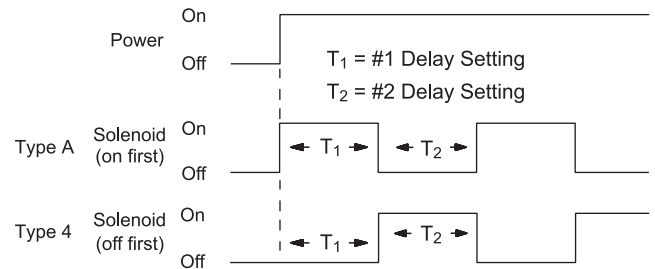 On
Power
Off
T1 = #1 Delay Setting
T2 = #2 Delay Setting
On
Type A Solenoid
(on first)
T1 T2
Off
On
Type 4 Solenoid
(off first)
T1 T2
Off